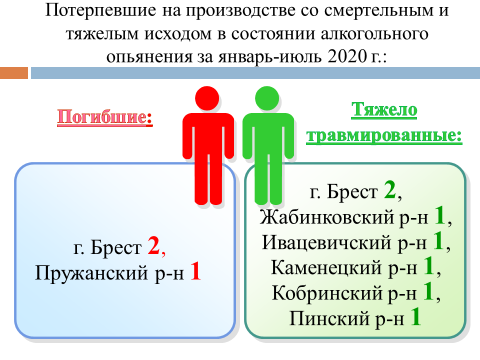 Потерпевшие на производстве со смертельным и
тяжелым исходом в состоянии алкогольного
опьянения за январь-июль 2020 г.:
Погибшие:
г. Брест 2,
Пружанский р-н 1
Тяжело
травмированные:
г. Брест 2,
Жабинковский р-н 1,
Ивацевичский р-н 1,
Каменецкий р-н 1,
Кобринский р-н 1,
Пинский р-н 1